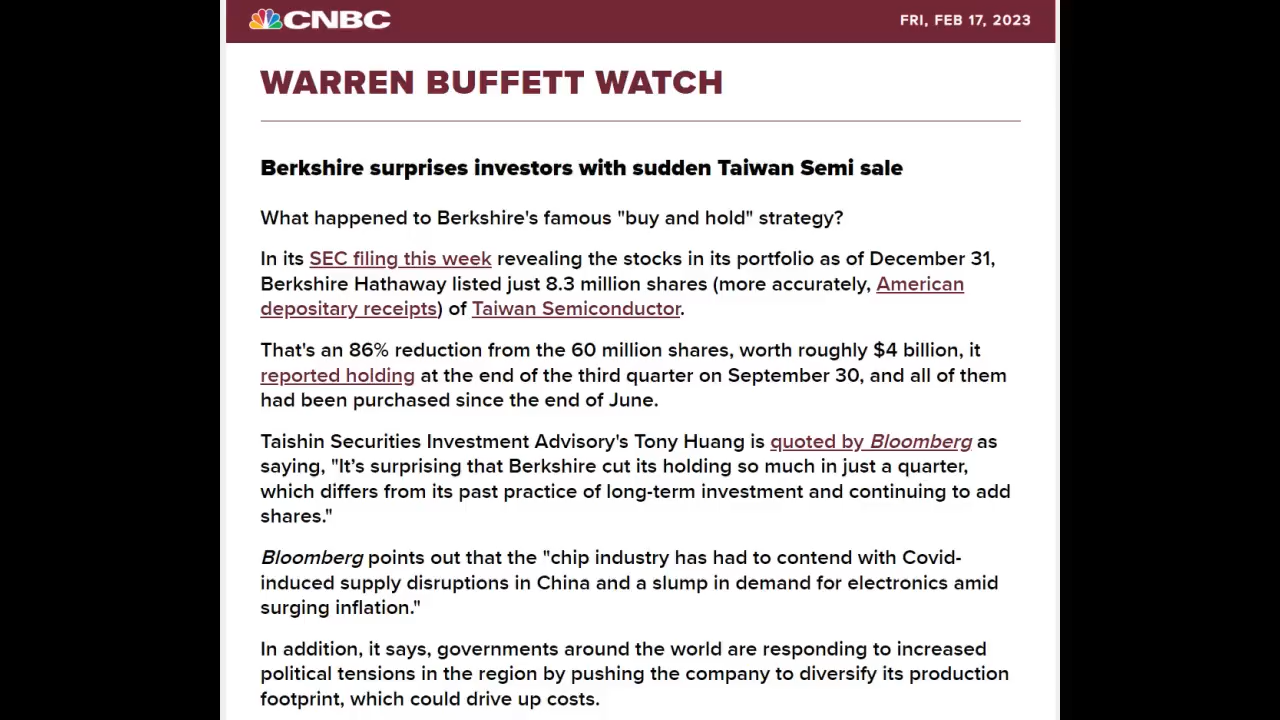 CNBC
FRI, FEB 17, 2023
WARREN BUFFETT WATCH
Berkshire surprises investors with sudden Taiwan Semi sale
What happened to Berkshire's famous "buy and hold" strategy?
In its SEC filing this week revealing the stocks in its portfolio as of December 31,
Berkshire Hathaway listed just 8.3 million shares (more accurately, American
depositary receipts) of Taiwan Semiconductor.
That's an 86% reduction from the 60 million shares, worth roughly $4 billion, it
reported holding at the end of the third quarter on September 30, and all of them
had been purchased since the end of June.
Taishin Securities Investment Advisory's Tony Huang is quoted by Bloomberg as
saying, "It’s surprising that Berkshire cut its holding so much in just a quarter,
which differs from its past practice of long-term investment and continuing to add
shares."
Bloomberg points out that the "chip industry has had to contend with Covid-
induced supply disruptions in China and a slump in demand for electronics amid
surging inflation."
In addition, it says, governments around the world are responding to increased
political tensions in the region by pushing the company to diversify its production
footprint, which could drive up costs.